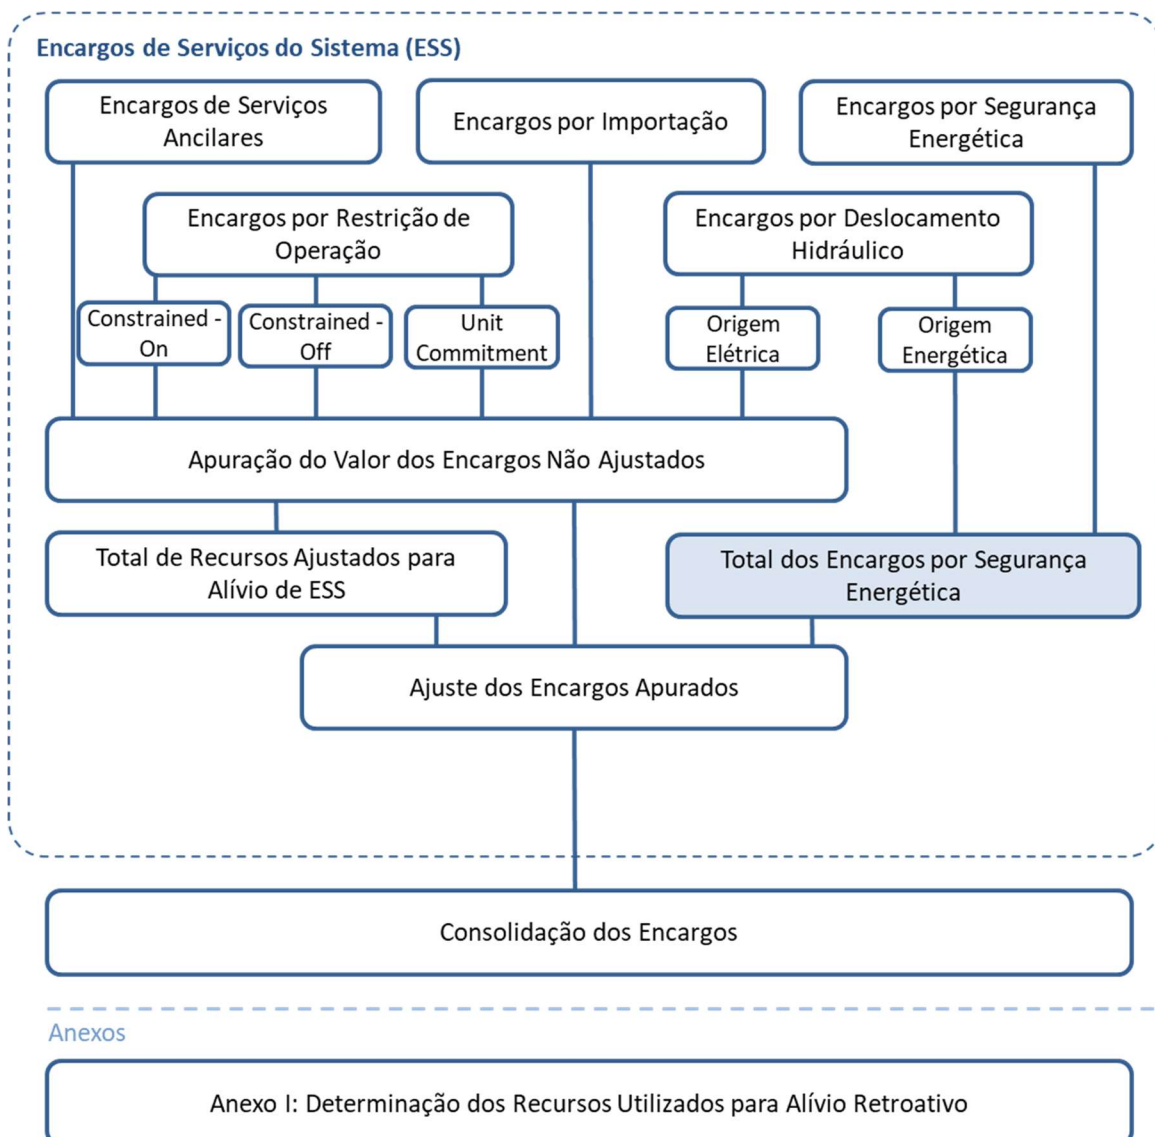 Encargos de Serviços do Sistema (ESS)
Encargos de Serviços
Ancilares
Encargos por Importação
Encargos por Segurança
Energética
Encargos por Restrição de
Operação
Encargos por Deslocamento
Hidráulico
Constrained -
On
Constrained -
Off
Unit
Commitment
Origem
Elétrica
Origem
Energética
Apuração do Valor dos Encargos Não Ajustados
Total de Recursos Ajustados para
Alívio de ESS
Total dos Encargos por Segurança
Energética
Ajuste dos Encargos Apurados
Consolidação dos Encargos
Anexos
Anexo I: Determinação dos Recursos Utilizados para Alívio Retroativo